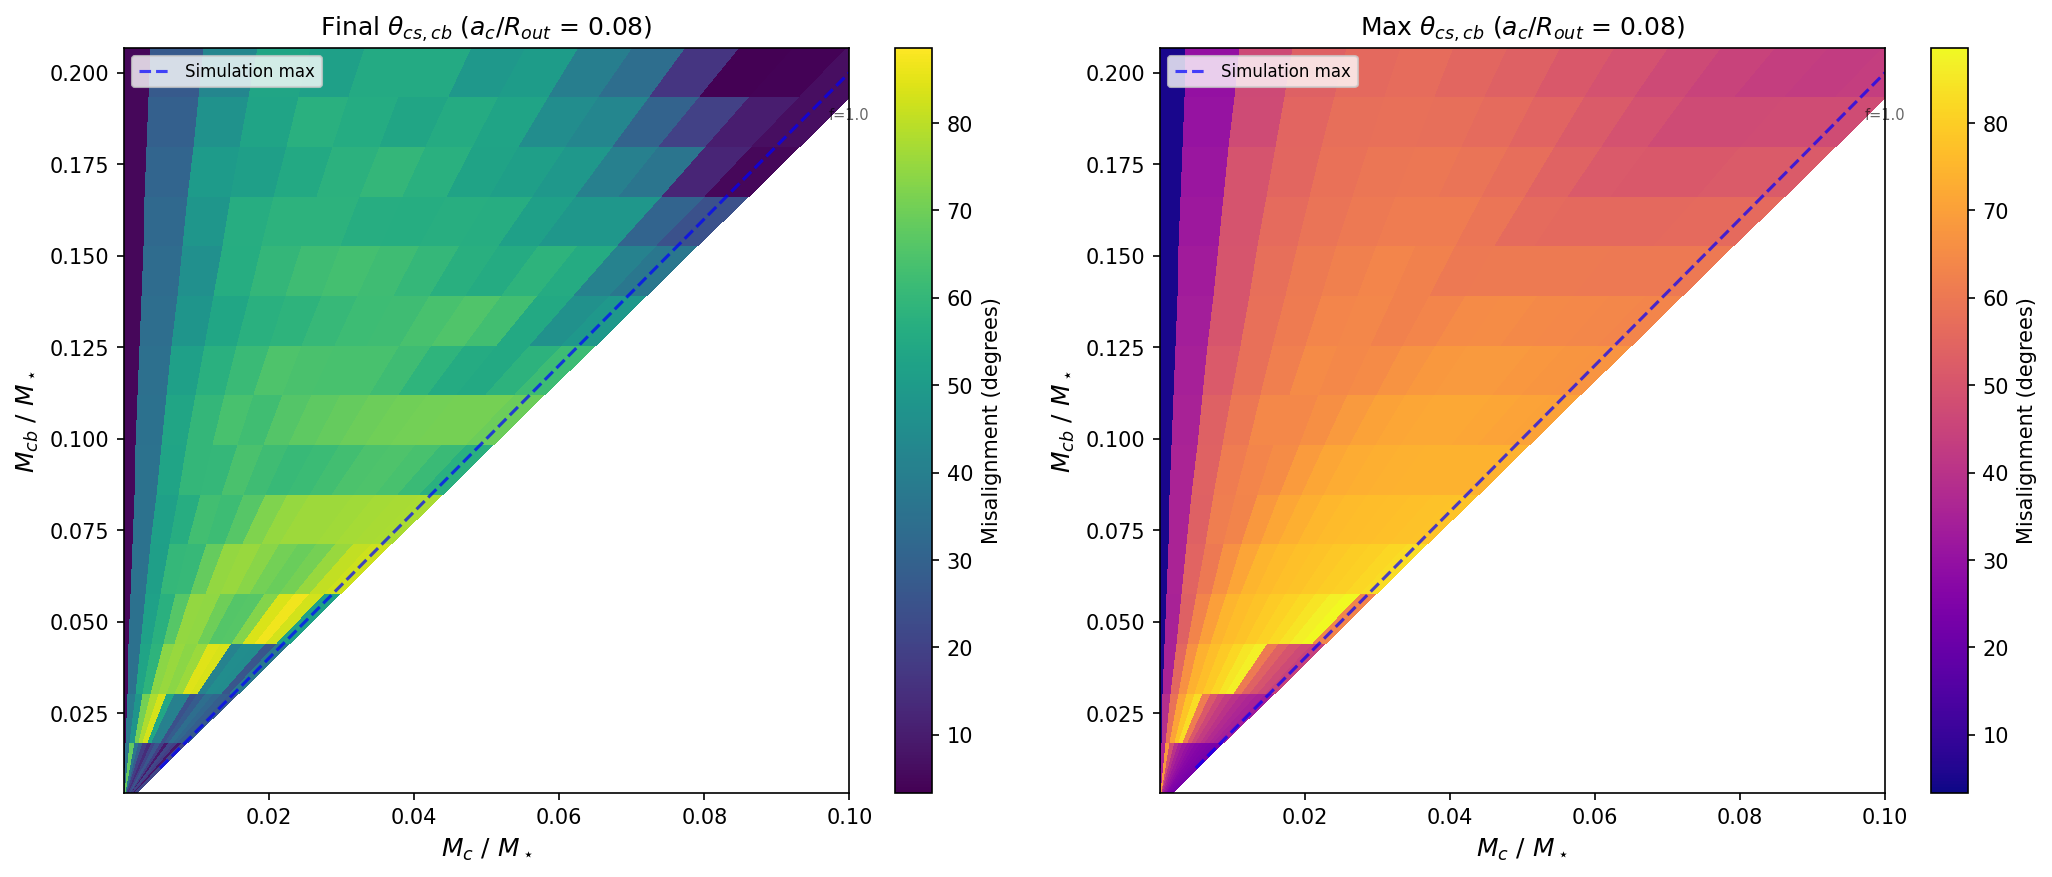 Final θcs,cb (ac/Rout = 0.08)
Simulation max
f=1.0
0.200
0.175
0.150
0.125
0.100
0.075
0.050
0.025
Mcb / M⋆
0.02 0.04 0.06 0.08 0.10
Mc / M⋆
80
70
60
50
40
30
20
10
Misalignment (degrees)
Max θcs,cb (ac/Rout = 0.08)
Simulation max
f=1.0
0.200
0.175
0.150
0.125
0.100
0.075
0.050
0.025
Mcb / M⋆
0.02 0.04 0.06 0.08 0.10
Mc / M⋆
80
70
60
50
40
30
20
10
Misalignment (degrees)